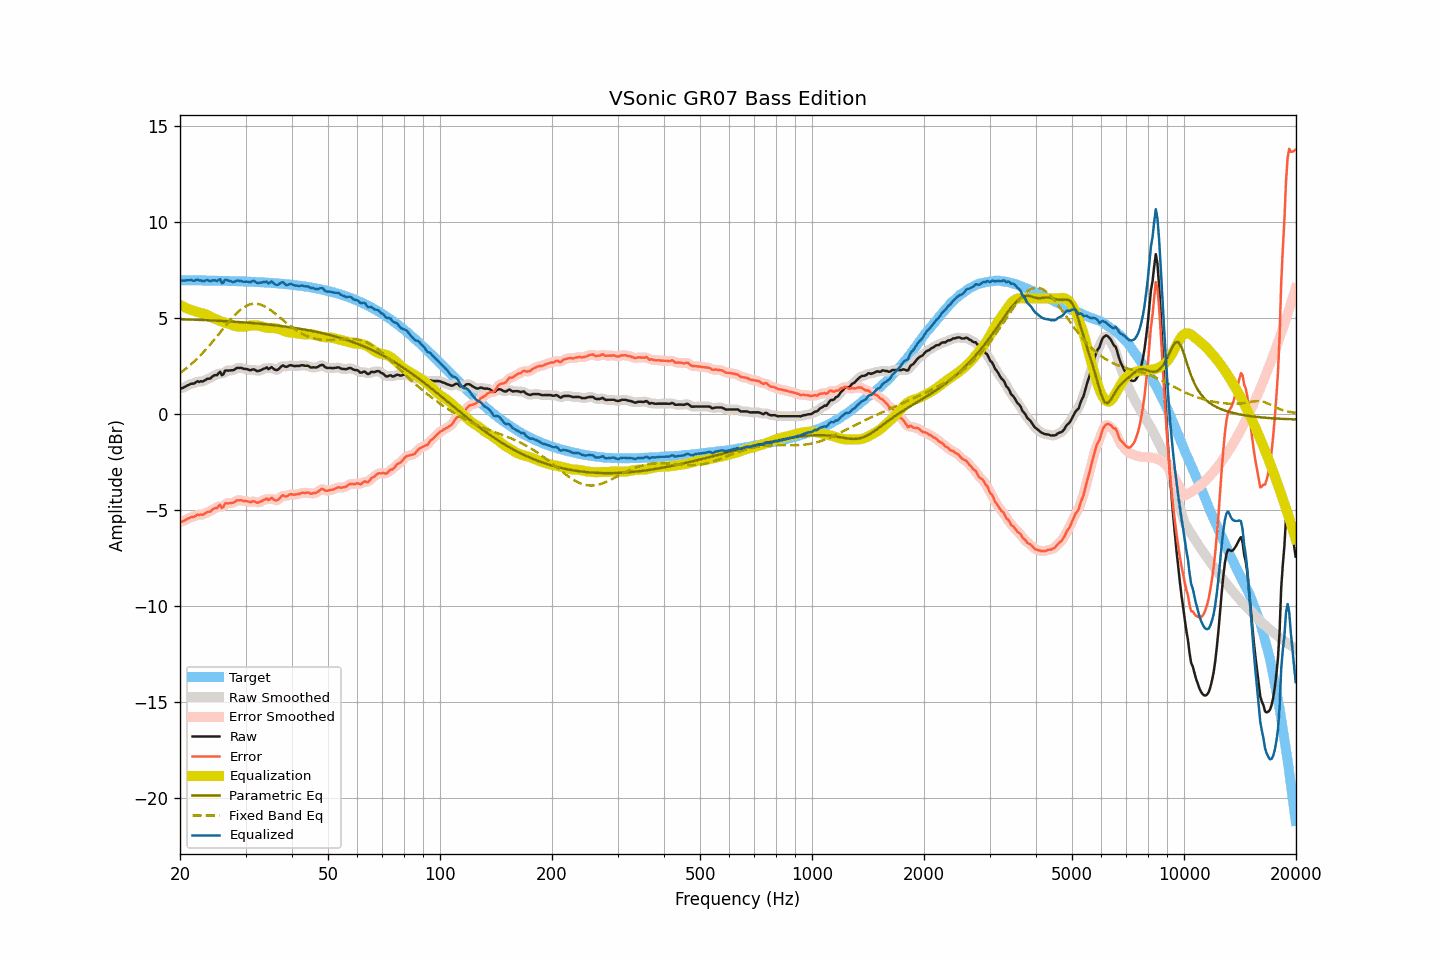 VSonic GR07 Bass Edition
15
10
5
0
−5
−10
−15
−20
Amplitude (dBr)
Target
Raw Smoothed
Error Smoothed
Raw
Error
Equalization
Parametric Eq
Fixed Band Eq
Equalized
20 50 100 200 500 1000 2000 5000 10000 20000
Frequency (Hz)